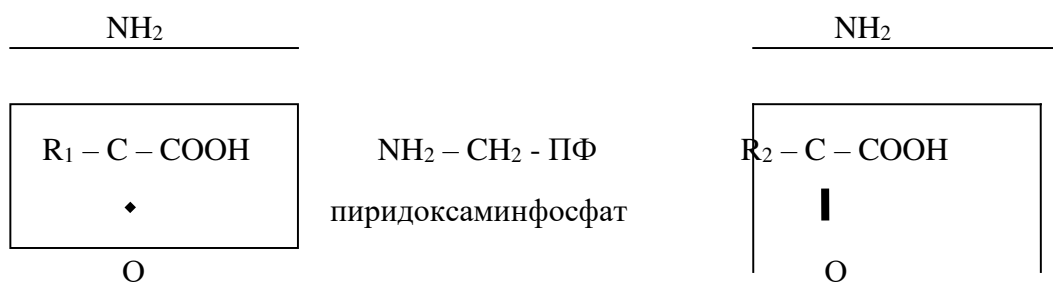 NH₂ NH₂
R₁ – C – COOH NH₂ – CH₂ - ПФ R₂ – C – COOH
пиридоксаминфосфат
O O